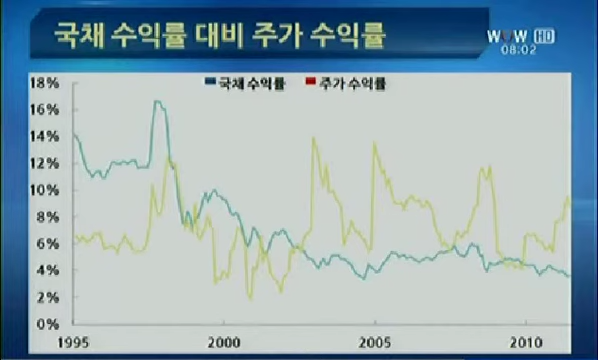 국채 수익률 대비 주가 수익률
WOW HD
08:02
국채 수익률 주가 수익률
18%
16%
14%
12%
10%
8%
6%
4%
2%
0%
1995 2000 2005 2010